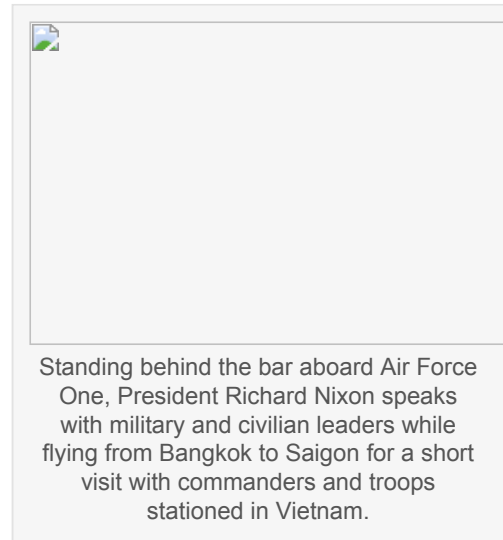 Standing behind the bar aboard Air Force
One, President Richard Nixon speaks
with military and civilian leaders while
flying from Bangkok to Saigon for a short
visit with commanders and troops
stationed in Vietnam.